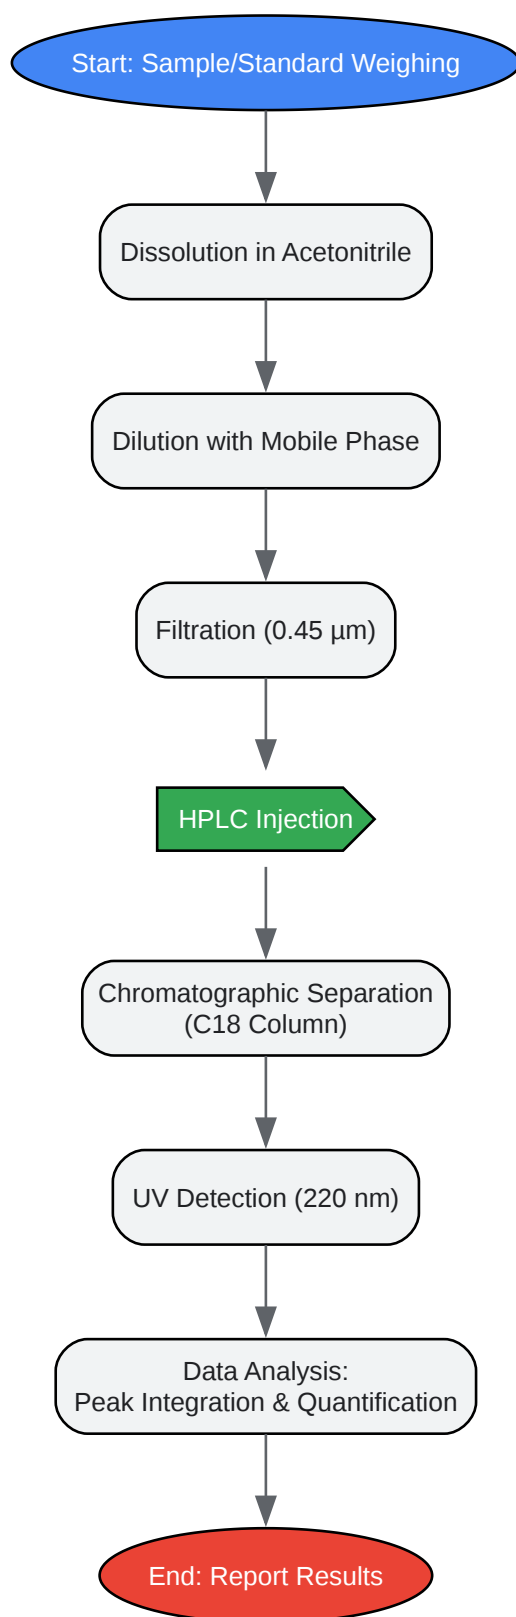 Start: Sample/Standard Weighing
Dissolution in Acetonitrile
Dilution with Mobile Phase
Filtration (0.45 µm)
HPLC Injection
Chromatographic Separation
(C18 Column)
UV Detection (220 nm)
Data Analysis:
Peak Integration & Quantification
End: Report Results